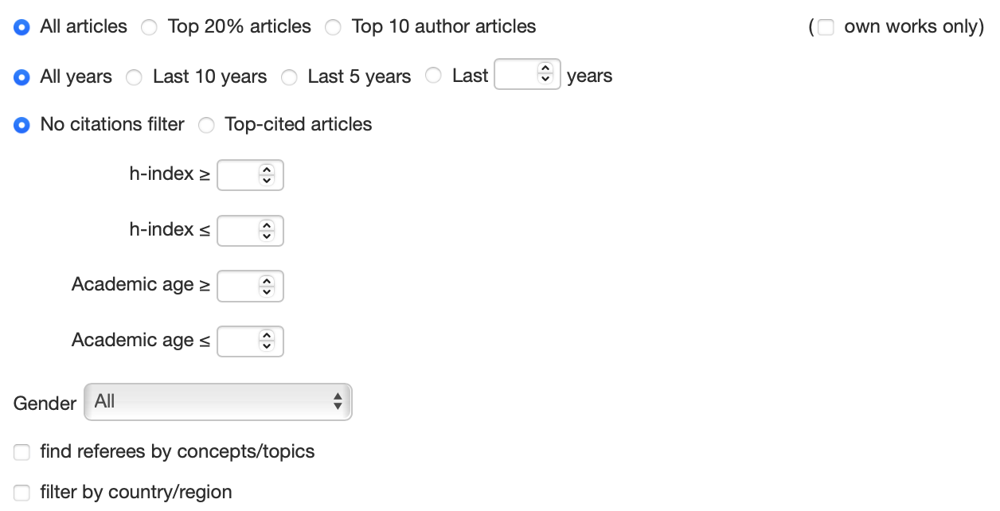 All articles Top 20% articles Top 10 author articles ( own works only)
All years Last 10 years Last 5 years Last years
No citations filter Top-cited articles
h-index ≥
h-index ≤
Academic age ≥
Academic age ≤
Gender All
find referees by concepts/topics
filter by country/region